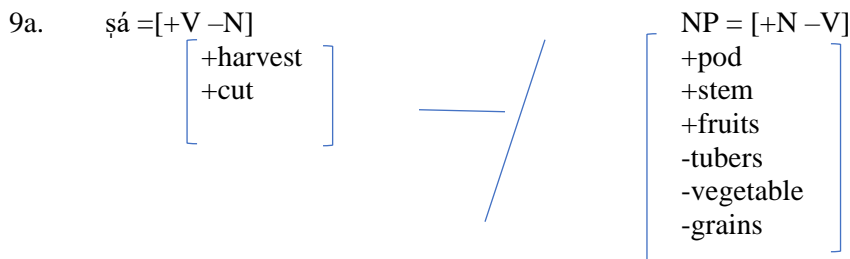 9a. ṣá =[+V –N] NP = [+N –V]
+harvest +pod
+cut +stem
+fruits
-tubers
-vegetable
-grains